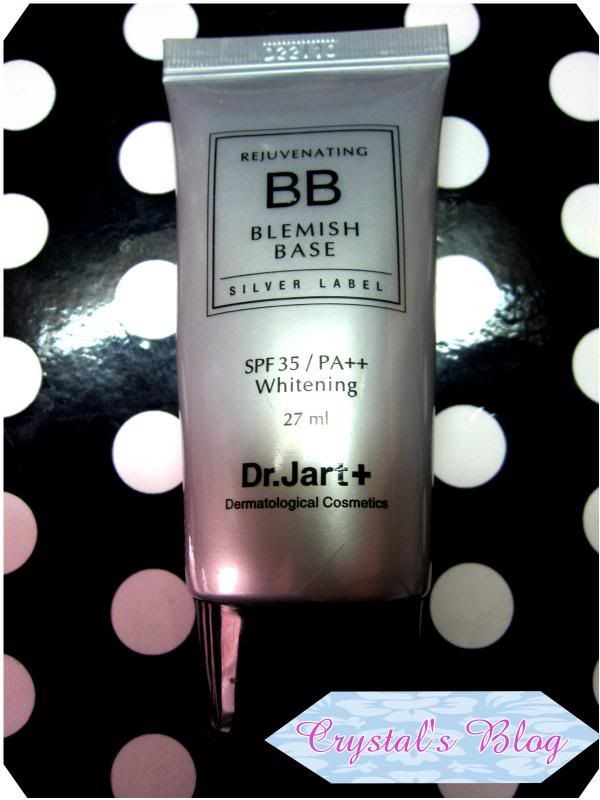 REJUVENATING
BB
BLEMISH
BASE
SILVER LABEL
SPF 35 / PA++
Whitening
27 ml
Dr.Jart+
Dermatological Cosmetics
Crystal's Blog